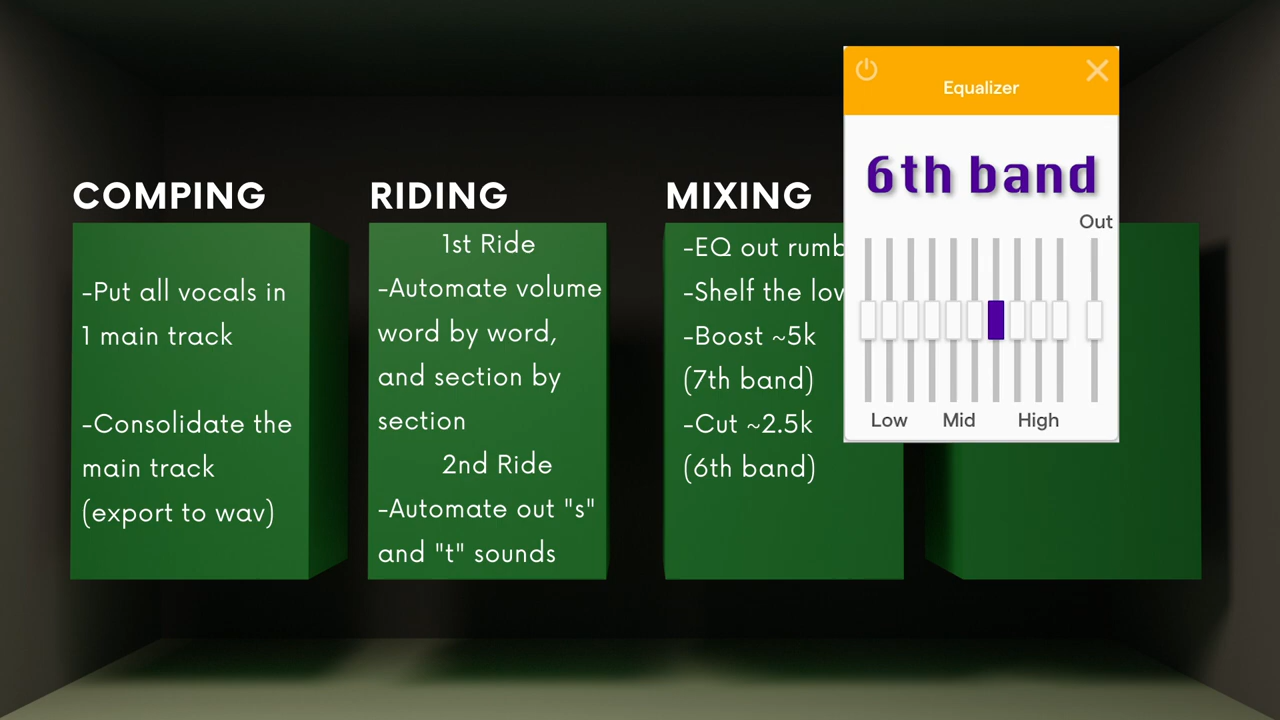 COMPING
-Put all vocals in
1 main track
-Consolidate the
main track
(export to wav)
RIDING
1st Ride
-Automate volume
word by word,
and section by
section
2nd Ride
-Automate out "s"
and "t" sounds
MIXING
-EQ out rumb
-Shelf the low
-Boost ~5k
(7th band)
-Cut ~2.5k
(6th band)
Equalizer
6th band
Out
Low Mid High